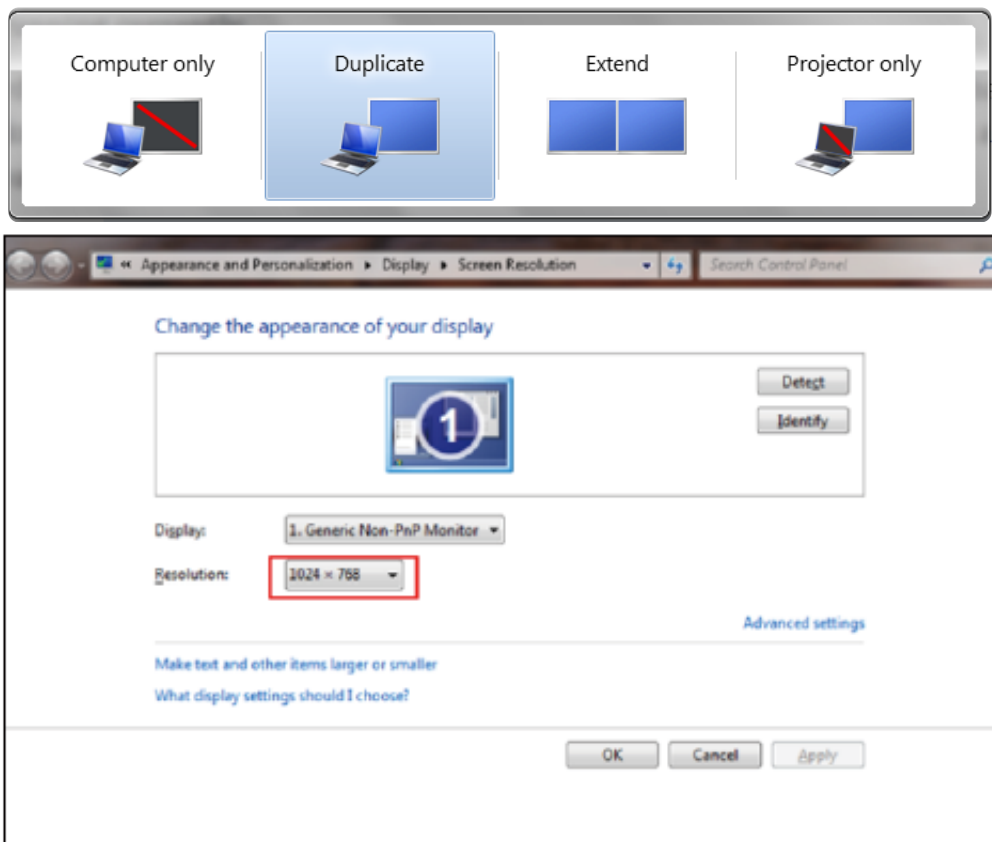 Computer only Duplicate Extend Projector only
« Appearance and Personalization ▸ Display ▸ Screen Resolution Search Control Panel
Change the appearance of your display
Detect
1
Identify
Display: 1. Generic Non-PnP Monitor
Resolution: 1024 × 768
Advanced settings
Make text and other items larger or smaller
What display settings should I choose?
OK Cancel Apply